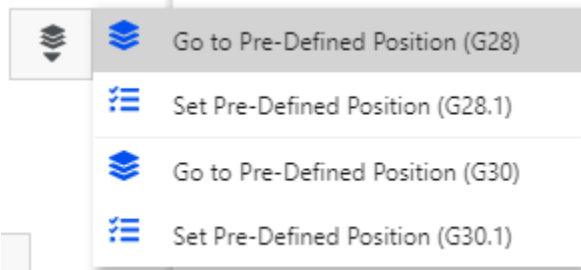 Go to Pre-Defined Position (G28)
Set Pre-Defined Position (G28.1)
Go to Pre-Defined Position (G30)
Set Pre-Defined Position (G30.1)